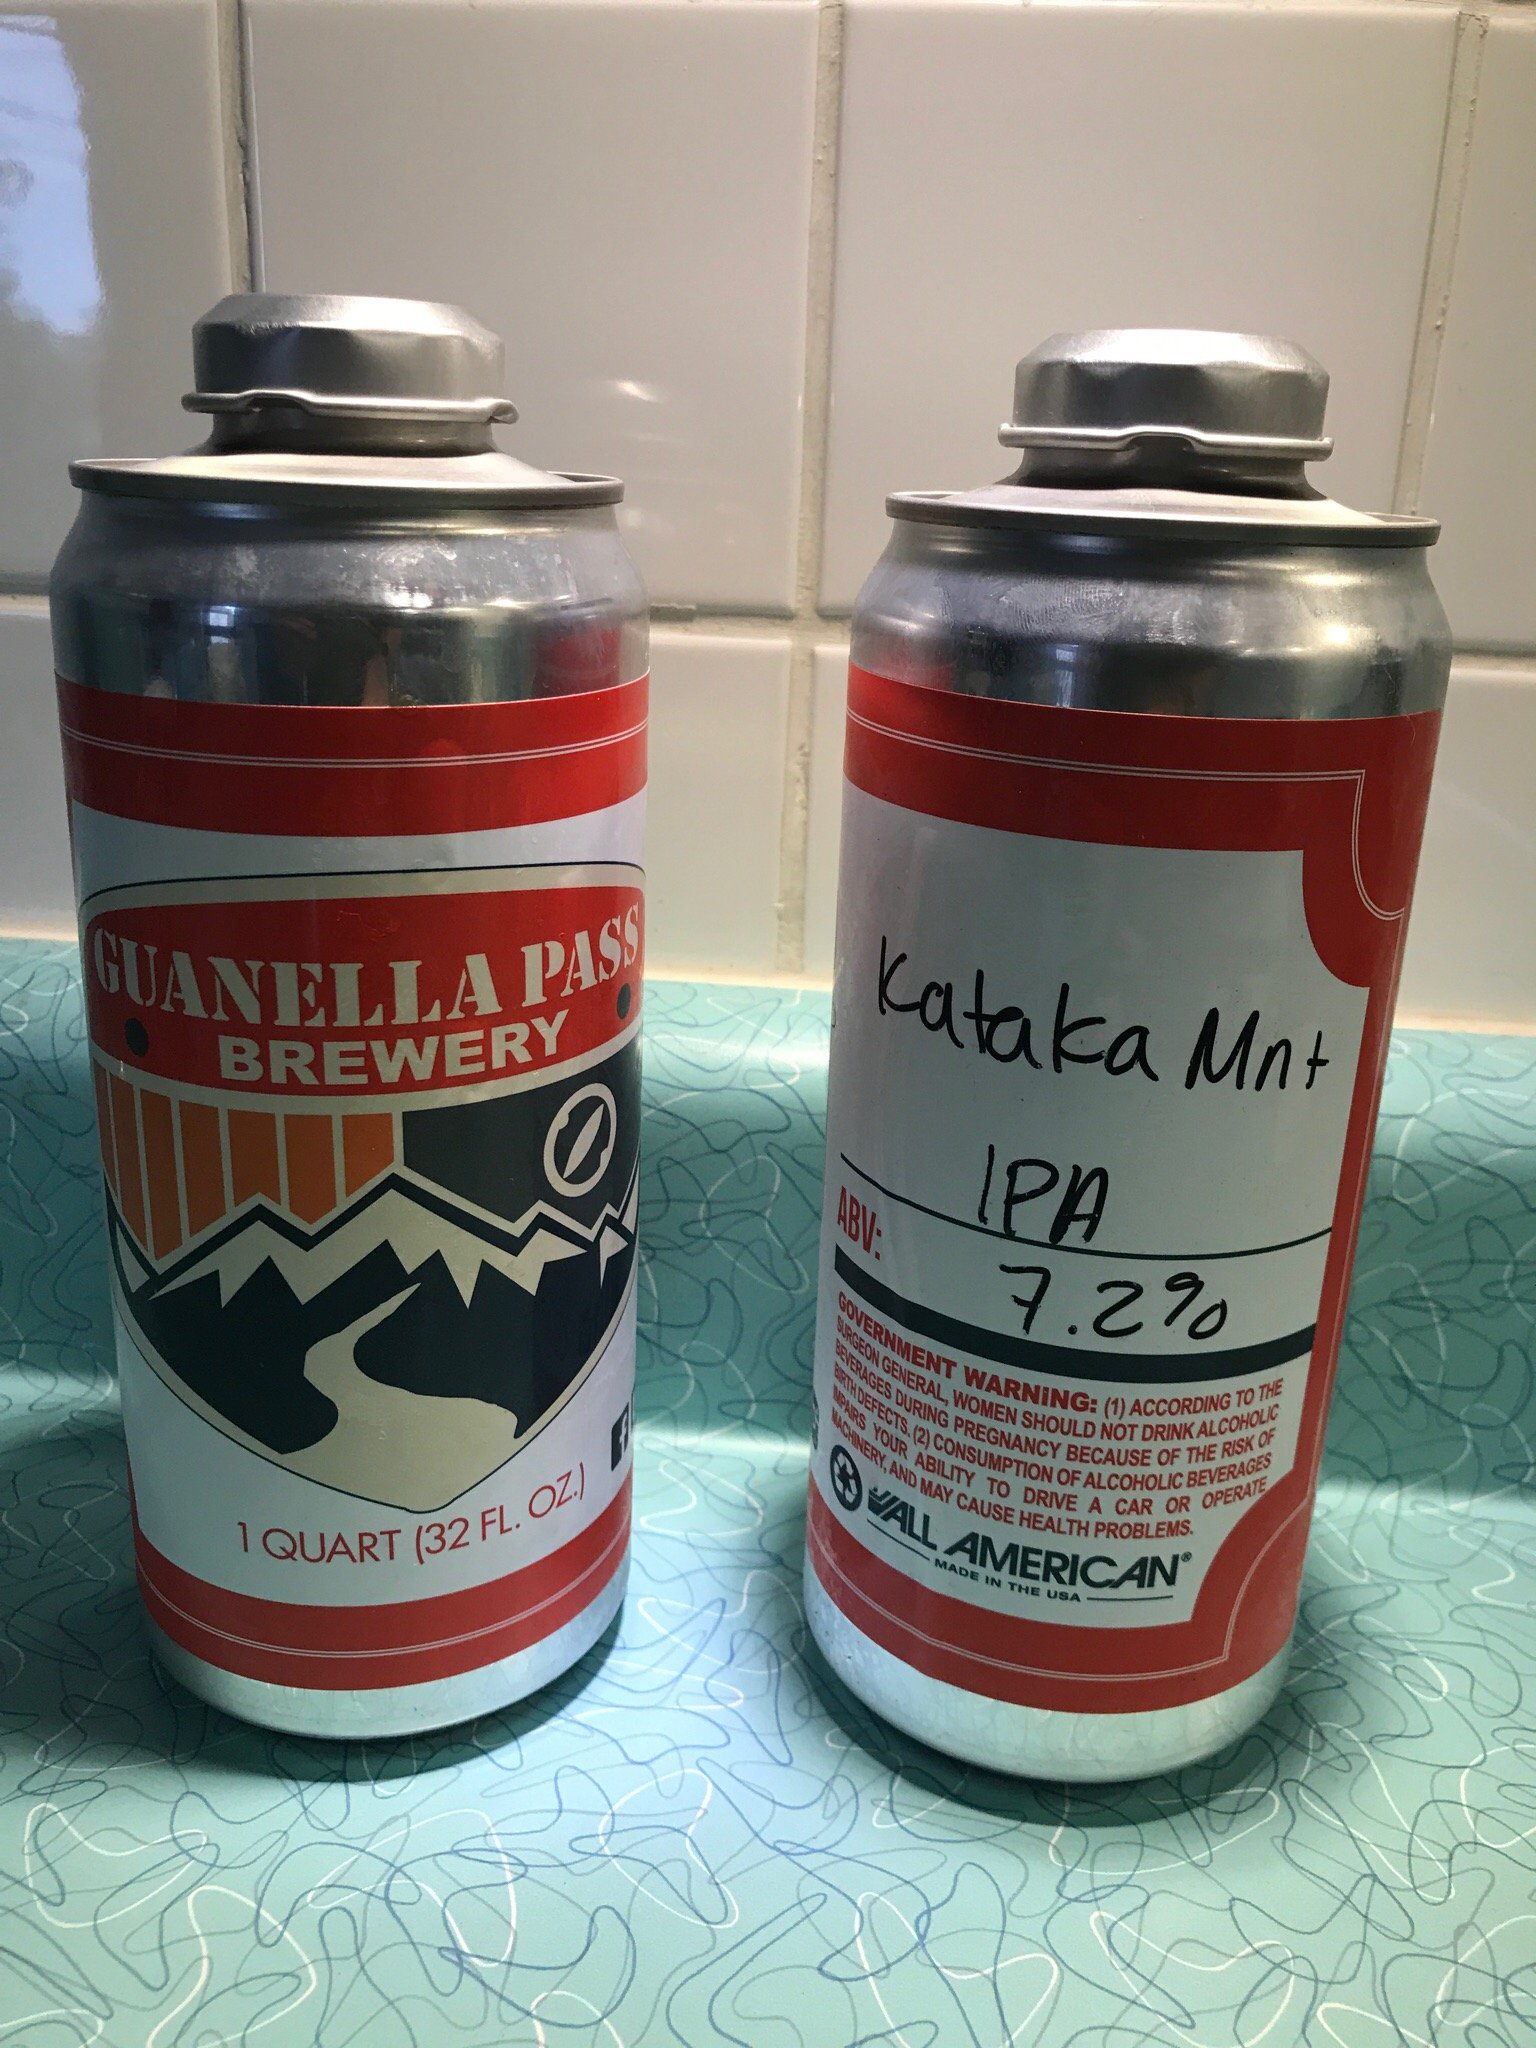 GUANELLA PASS
BREWERY
1 QUART (32 FL. OZ.)
Kataka Mnt
IPA
ABV:
7.2%
GOVERNMENT WARNING: (1) ACCORDING TO THE
SURGEON GENERAL, WOMEN SHOULD NOT DRINK ALCOHOLIC
BEVERAGES DURING PREGNANCY BECAUSE OF THE RISK OF
BIRTH DEFECTS. (2) CONSUMPTION OF ALCOHOLIC BEVERAGES
IMPAIRS YOUR ABILITY TO DRIVE A CAR OR OPERATE
MACHINERY, AND MAY CAUSE HEALTH PROBLEMS.
ALL AMERICAN®
MADE IN THE USA